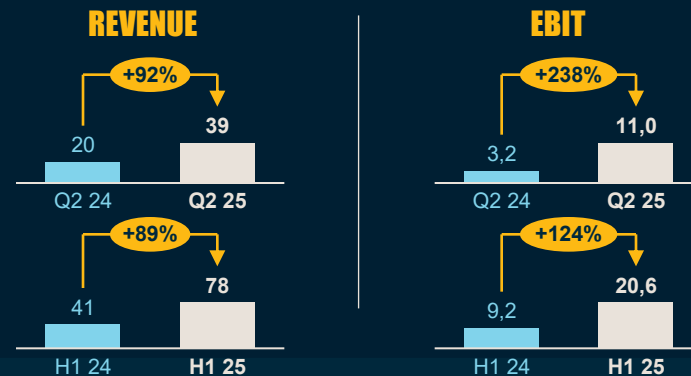 REVENUE
+92%
20
39
Q2 24
Q2 25
+89%
41
78
H1 24
H1 25
EBIT
+238%
3,2
11,0
Q2 24
Q2 25
+124%
9,2
20,6
H1 24
H1 25